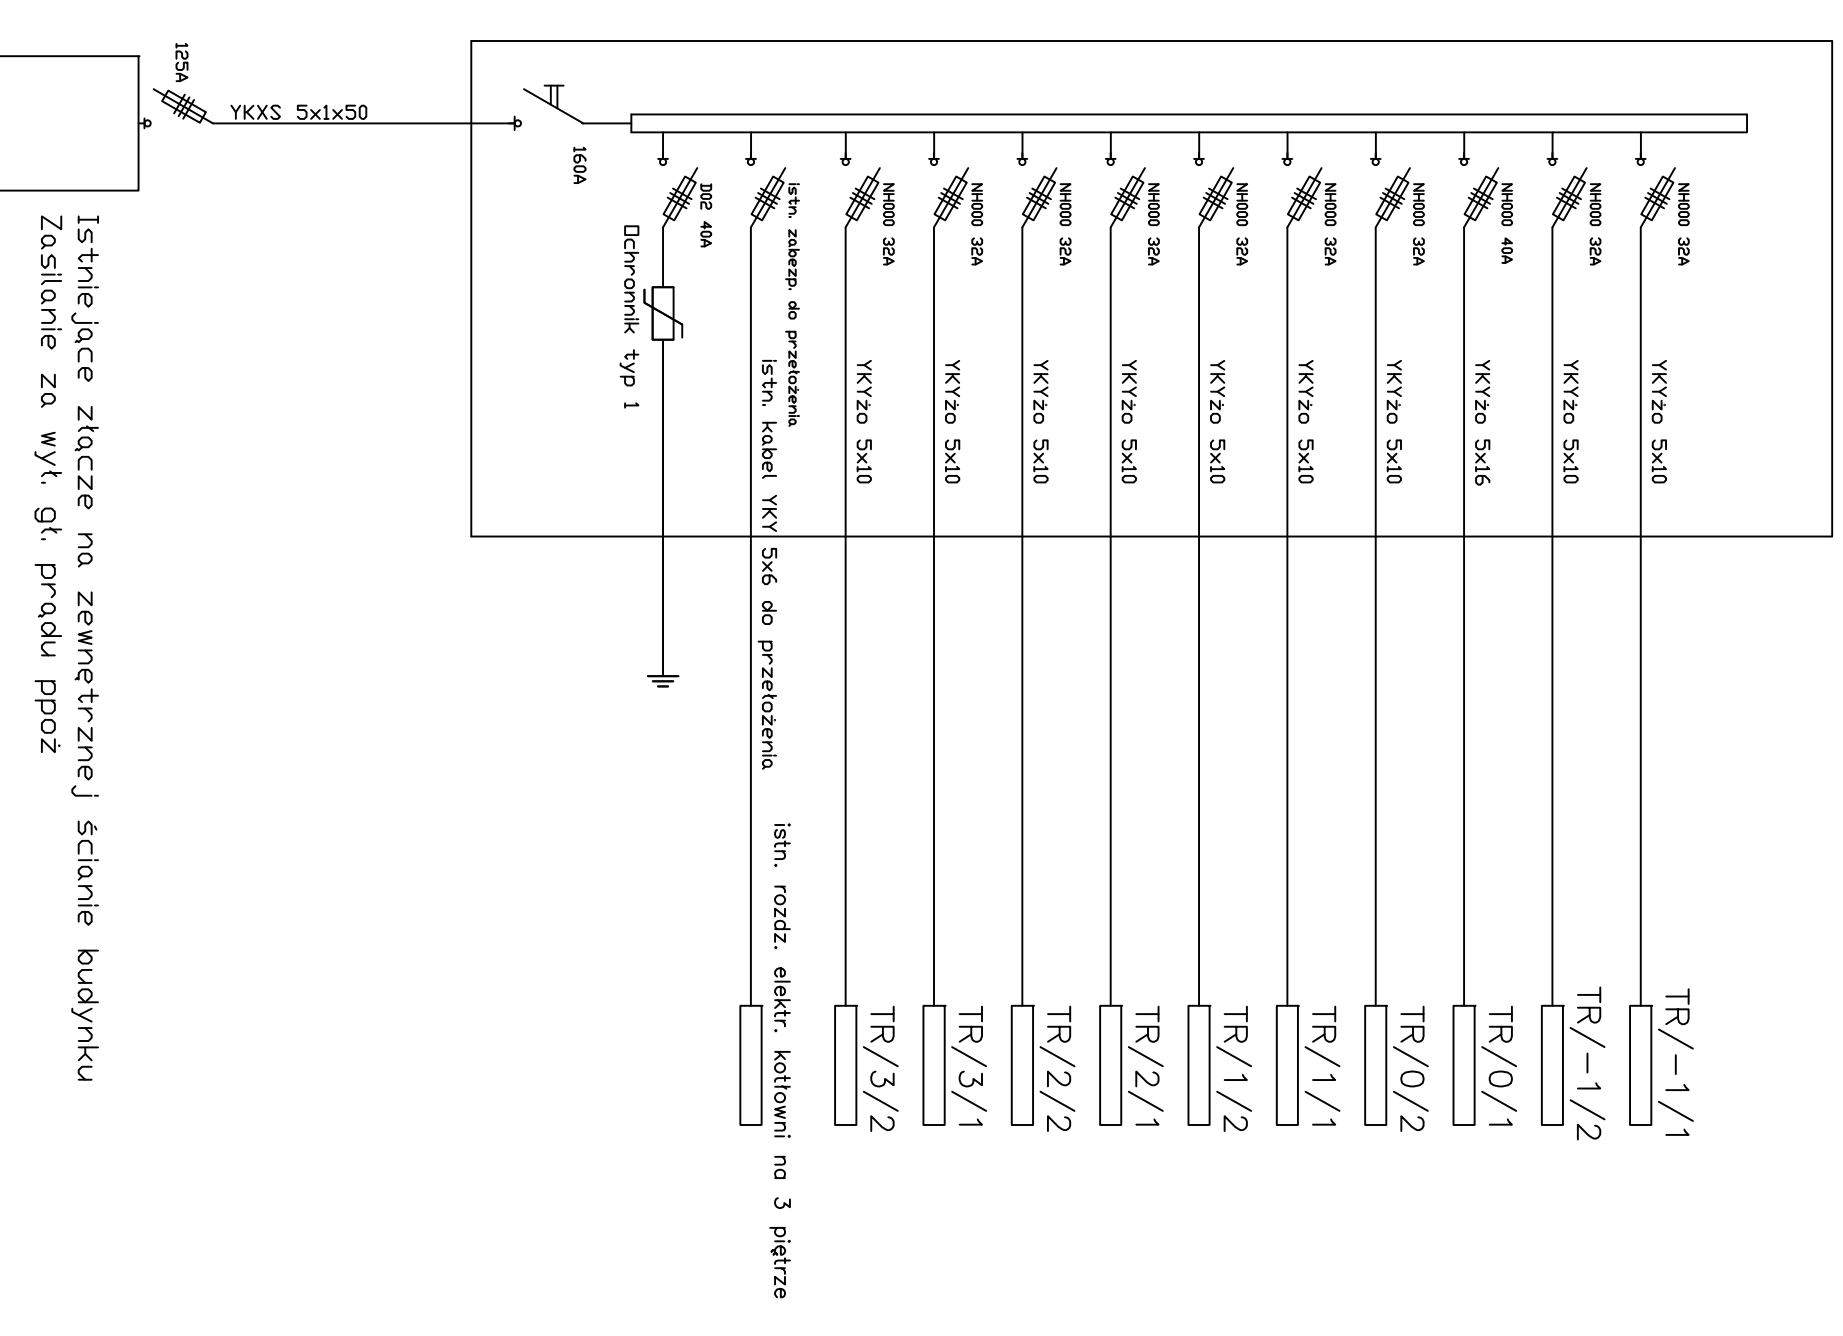 125A
YKXS 5x1x50
160A
D02 40A
Ochronnik typ 1
istn. zabezp. do przełożenia
istn. kabel YKY 5x6 do przełożenia
istn. rozdz. elektr. kotłowni na 3 piętrze
NH000 32A
YKYżo 5x10
TR/3/2
NH000 32A
YKYżo 5x10
TR/3/1
NH000 32A
YKYżo 5x10
TR/2/2
NH000 32A
YKYżo 5x10
TR/2/1
NH000 32A
YKYżo 5x10
TR/1/2
NH000 32A
YKYżo 5x10
TR/1/1
NH000 32A
YKYżo 5x10
TR/0/2
NH000 40A
YKYżo 5x16
TR/0/1
NH000 32A
YKYżo 5x10
TR/-1/2
NH000 32A
YKYżo 5x10
TR/-1/1
Istniejące złącze na zewnętrznej ścianie budynku
Zasilanie za wył. gł. prądu ppoż